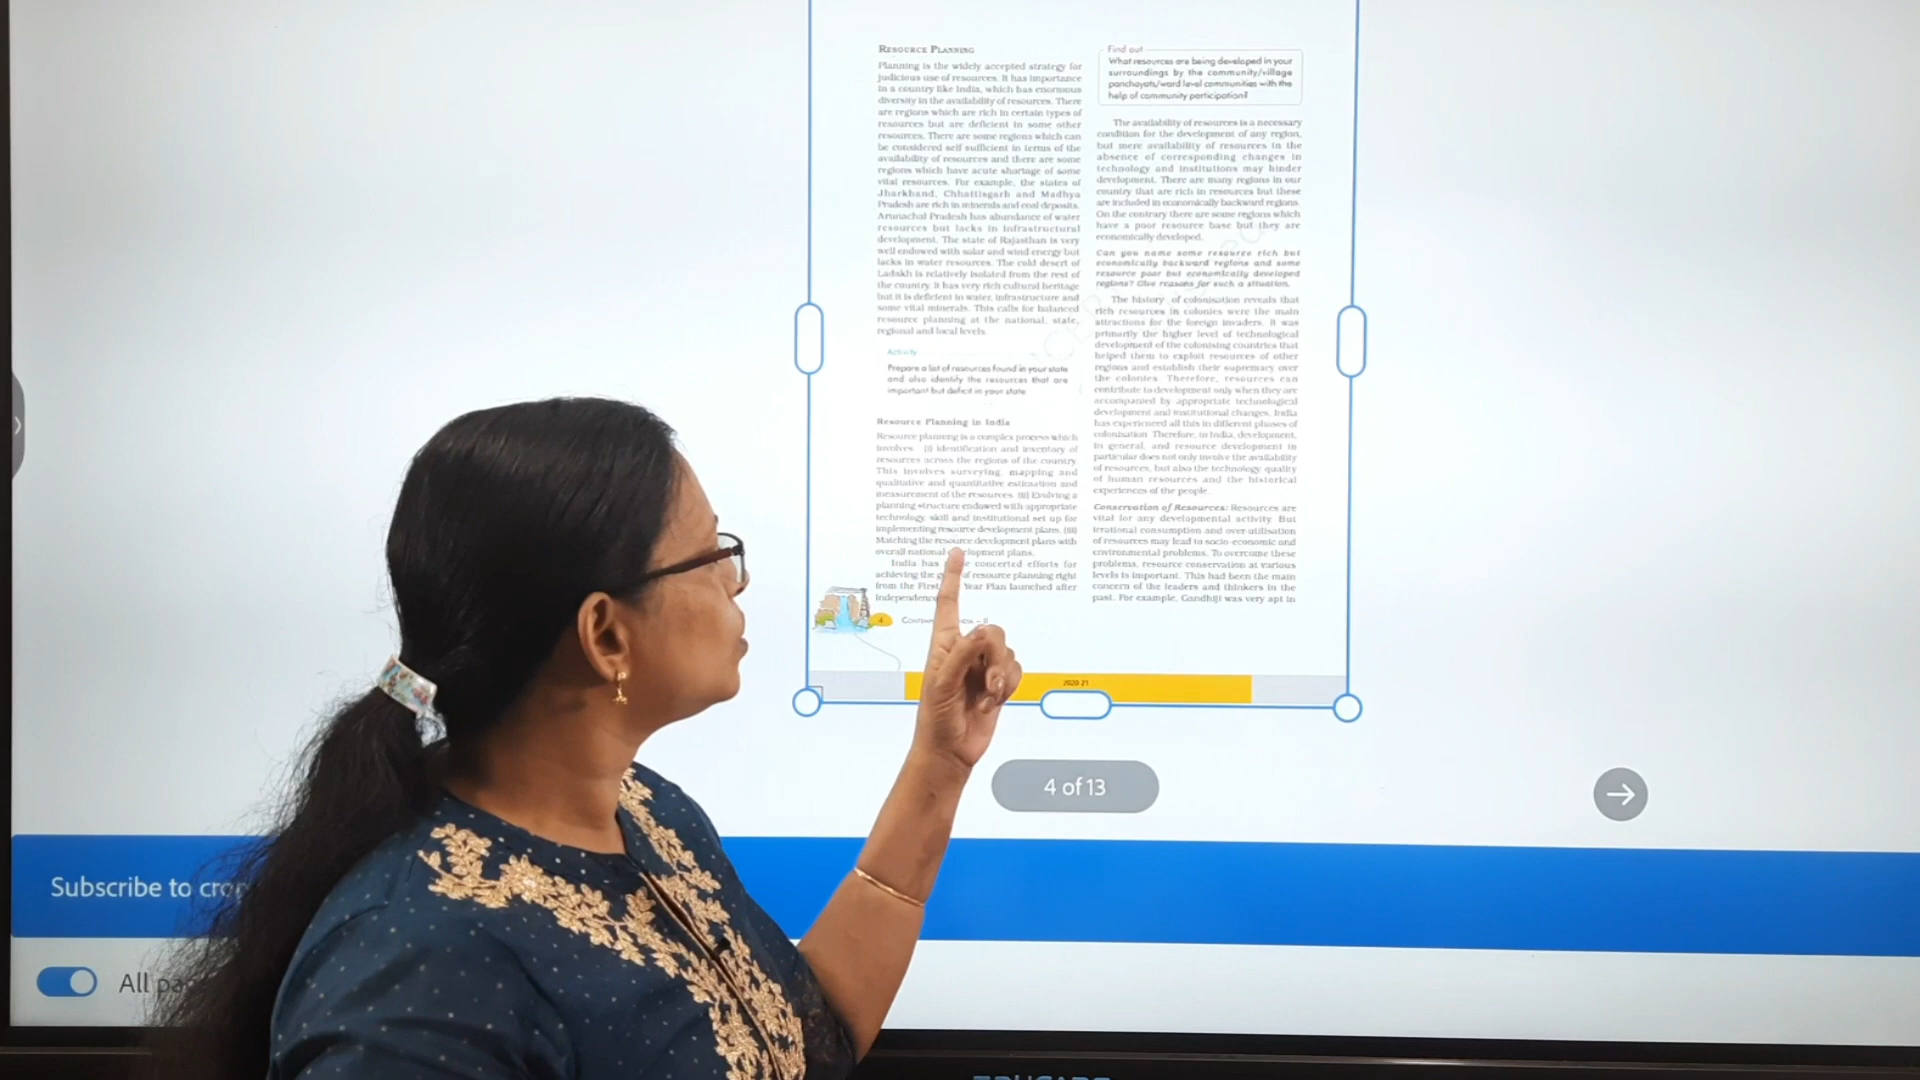 RESOURCE PLANNING
Planning is the widely accepted strategy for
judicious use of resources. It has importance
in a country like India, which has enormous
diversity in the availability of resources. There
are regions which are rich in certain types of
resources but are deficient in some other
resources. There are some regions which can
be considered self sufficient in terms of the
availability of resources and there are some
regions which have acute shortage of some
vital resources. For example, the states of
Jharkhand, Chhattisgarh and Madhya
Pradesh are rich in minerals and coal deposits.
Arunachal Pradesh has abundance of water
resources but lacks in infrastructural
development. The state of Rajasthan is very
well endowed with solar and wind energy but
lacks in water resources. The cold desert of
Ladakh is relatively isolated from the rest of
the country. It has very rich cultural heritage
but it is deficient in water, infrastructure and
some vital minerals. This calls for balanced
resource planning at the national, state,
regional and local levels.
Activity
Prepare a list of resources found in your state
and also identify the resources that are
important but deficit in your state
Resource Planning in India
Resource planning is a complex process which
involves: (i) Identification and inventory of
resources across the regions of the country.
This involves surveying, mapping and
qualitative and quantitative estimation and
measurement of the resources. (ii) Evolving a
planning structure endowed with appropriate
technology, skill and institutional set up for
implementing resource development plans. (iii)
Matching the resource development plans with
overall national development plans.
India has concerted efforts for
achieving the of resource planning right
from the First Year Plan launched after
Independence
4
Find out
What resources are being developed in your
surroundings by the community/village
panchayats/ward level communities with the
help of community participation?
The availability of resources is a necessary
condition for the development of any region,
but mere availability of resources in the
absence of corresponding changes in
technology and institutions may hinder
development. There are many regions in our
country that are rich in resources but these
are included in economically backward regions.
On the contrary there are some regions which
have a poor resource base but they are
economically developed.
Can you name some resource rich but
economically backward regions and some
resource poor but economically developed
regions? Give reasons for such a situation.
The history of colonisation reveals that
rich resources in colonies were the main
attractions for the foreign invaders. It was
primarily the higher level of technological
development of the colonising countries that
helped them to exploit resources of other
regions and establish their supremacy over
the colonies. Therefore, resources can
contribute to development only when they are
accompanied by appropriate technological
development and institutional changes. India
has experienced all this in different phases of
colonisation. Therefore, in India, development,
in general, and resource development in
particular does not only involve the availability
of resources, but also the technology, quality
of human resources and the historical
experiences of the people.
Conservation of Resources: Resources are
vital for any developmental activity. But
irrational consumption and over-utilisation
of resources may lead to socio-economic and
environmental problems. To overcome these
problems, resource conservation at various
levels is important. This had been the main
concern of the leaders and thinkers in the
past. For example, Gandhiji was very apt in
2020-21
4 of 13
Subscribe to
All